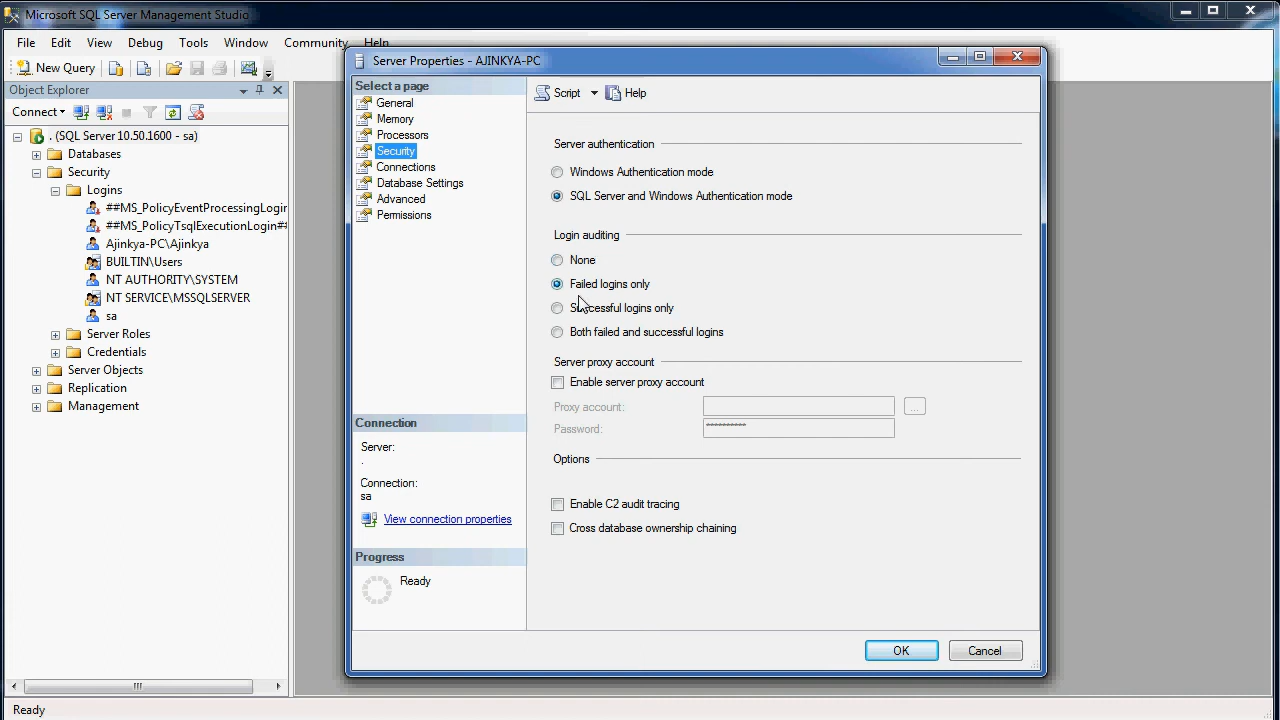 Microsoft SQL Server Management Studio
File Edit View Debug Tools Window Community Help
New Query
Object Explorer
Connect
. (SQL Server 10.50.1600 - sa)
Databases
Security
Logins
##MS_PolicyEventProcessingLogin
##MS_PolicyTsqlExecutionLogin##
Ajinkya-PC\Ajinkya
BUILTIN\Users
NT AUTHORITY\SYSTEM
NT SERVICE\MSSQLSERVER
sa
Server Roles
Credentials
Server Objects
Replication
Management
Server Properties - AJINKYA-PC
Select a page
General
Memory
Processors
Security
Connections
Database Settings
Advanced
Permissions
Connection
Server:
.
Connection:
sa
View connection properties
Progress
Ready
Script Help
Server authentication
Windows Authentication mode
SQL Server and Windows Authentication mode
Login auditing
None
Failed logins only
Successful logins only
Both failed and successful logins
Server proxy account
Enable server proxy account
Proxy account:
...
Password: **********
Options
Enable C2 audit tracing
Cross database ownership chaining
OK Cancel
Ready